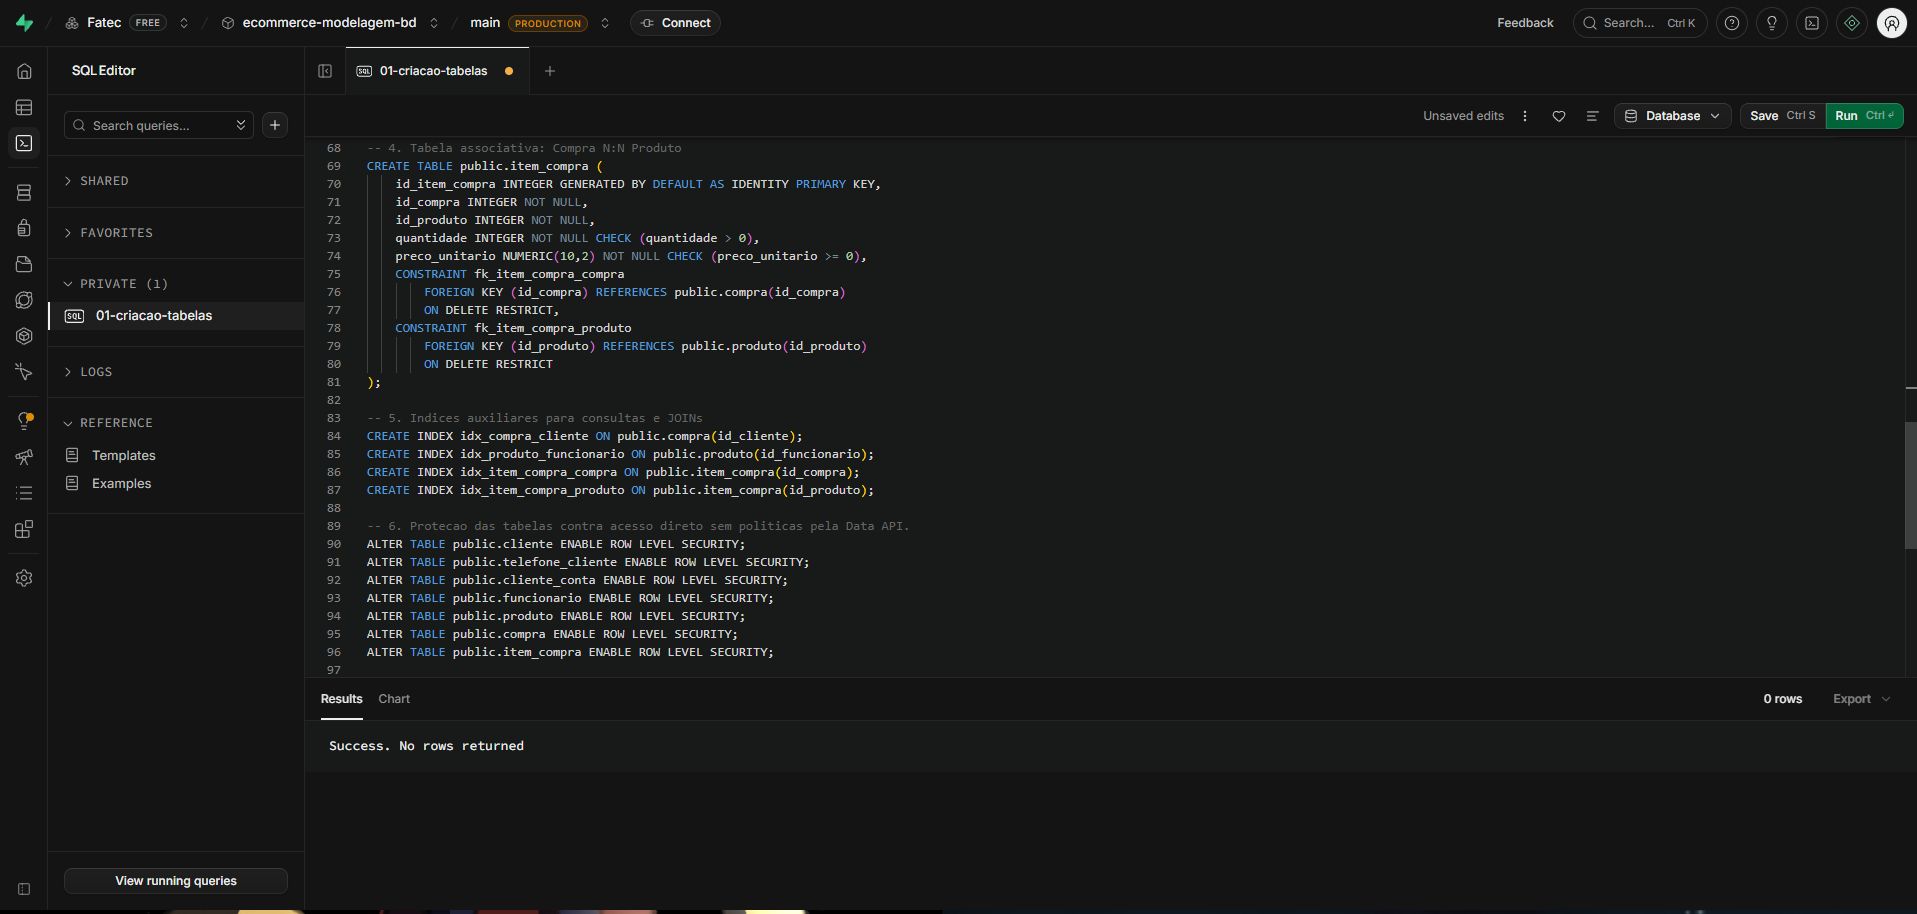 Fatec FREE ecommerce-modelagem-bd main PRODUCTION Connect Feedback Search... Ctrl K
SQL Editor
SQL 01-criacao-tabelas
Search queries...
Unsaved edits Database Save Ctrl S Run Ctrl ↵
SHARED
FAVORITES
PRIVATE (1)
SQL 01-criacao-tabelas
LOGS
REFERENCE
Templates
Examples
View running queries
68 -- 4. Tabela associativa: Compra N:N Produto
69 CREATE TABLE public.item_compra (
70 id_item_compra INTEGER GENERATED BY DEFAULT AS IDENTITY PRIMARY KEY,
71 id_compra INTEGER NOT NULL,
72 id_produto INTEGER NOT NULL,
73 quantidade INTEGER NOT NULL CHECK (quantidade > 0),
74 preco_unitario NUMERIC(10,2) NOT NULL CHECK (preco_unitario >= 0),
75 CONSTRAINT fk_item_compra_compra
76 FOREIGN KEY (id_compra) REFERENCES public.compra(id_compra)
77 ON DELETE RESTRICT,
78 CONSTRAINT fk_item_compra_produto
79 FOREIGN KEY (id_produto) REFERENCES public.produto(id_produto)
80 ON DELETE RESTRICT
81 );
82
83 -- 5. Indices auxiliares para consultas e JOINs
84 CREATE INDEX idx_compra_cliente ON public.compra(id_cliente);
85 CREATE INDEX idx_produto_funcionario ON public.produto(id_funcionario);
86 CREATE INDEX idx_item_compra_compra ON public.item_compra(id_compra);
87 CREATE INDEX idx_item_compra_produto ON public.item_compra(id_produto);
88
89 -- 6. Protecao das tabelas contra acesso direto sem politicas pela Data API.
90 ALTER TABLE public.cliente ENABLE ROW LEVEL SECURITY;
91 ALTER TABLE public.telefone_cliente ENABLE ROW LEVEL SECURITY;
92 ALTER TABLE public.cliente_conta ENABLE ROW LEVEL SECURITY;
93 ALTER TABLE public.funcionario ENABLE ROW LEVEL SECURITY;
94 ALTER TABLE public.produto ENABLE ROW LEVEL SECURITY;
95 ALTER TABLE public.compra ENABLE ROW LEVEL SECURITY;
96 ALTER TABLE public.item_compra ENABLE ROW LEVEL SECURITY;
97
Results Chart 0 rows Export
Success. No rows returned